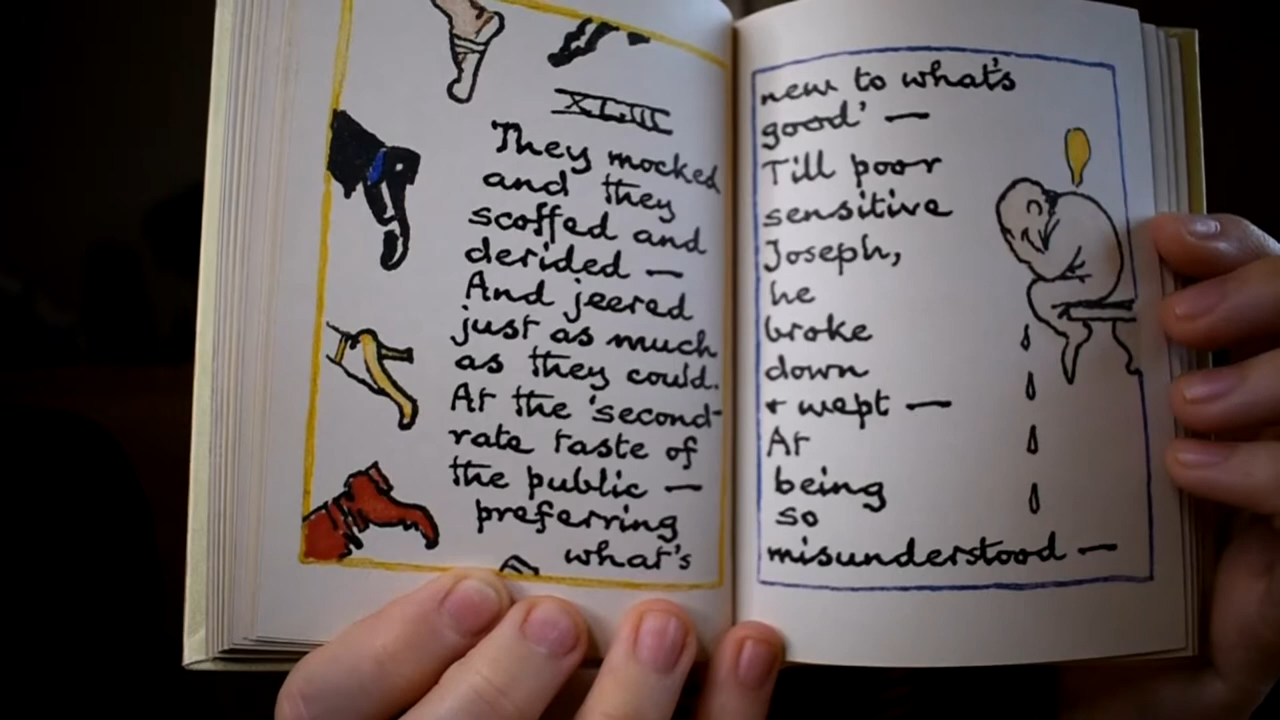 XLIII
They mocked
and they
scoffed and
derided —
And jeered
just as much
as they could.
At the 'second-
rate taste of
the public —
preferring
what's
new to what's
good' —
Till poor
sensitive
Joseph,
he
broke
down
+ wept —
At
being
so
misunderstood —